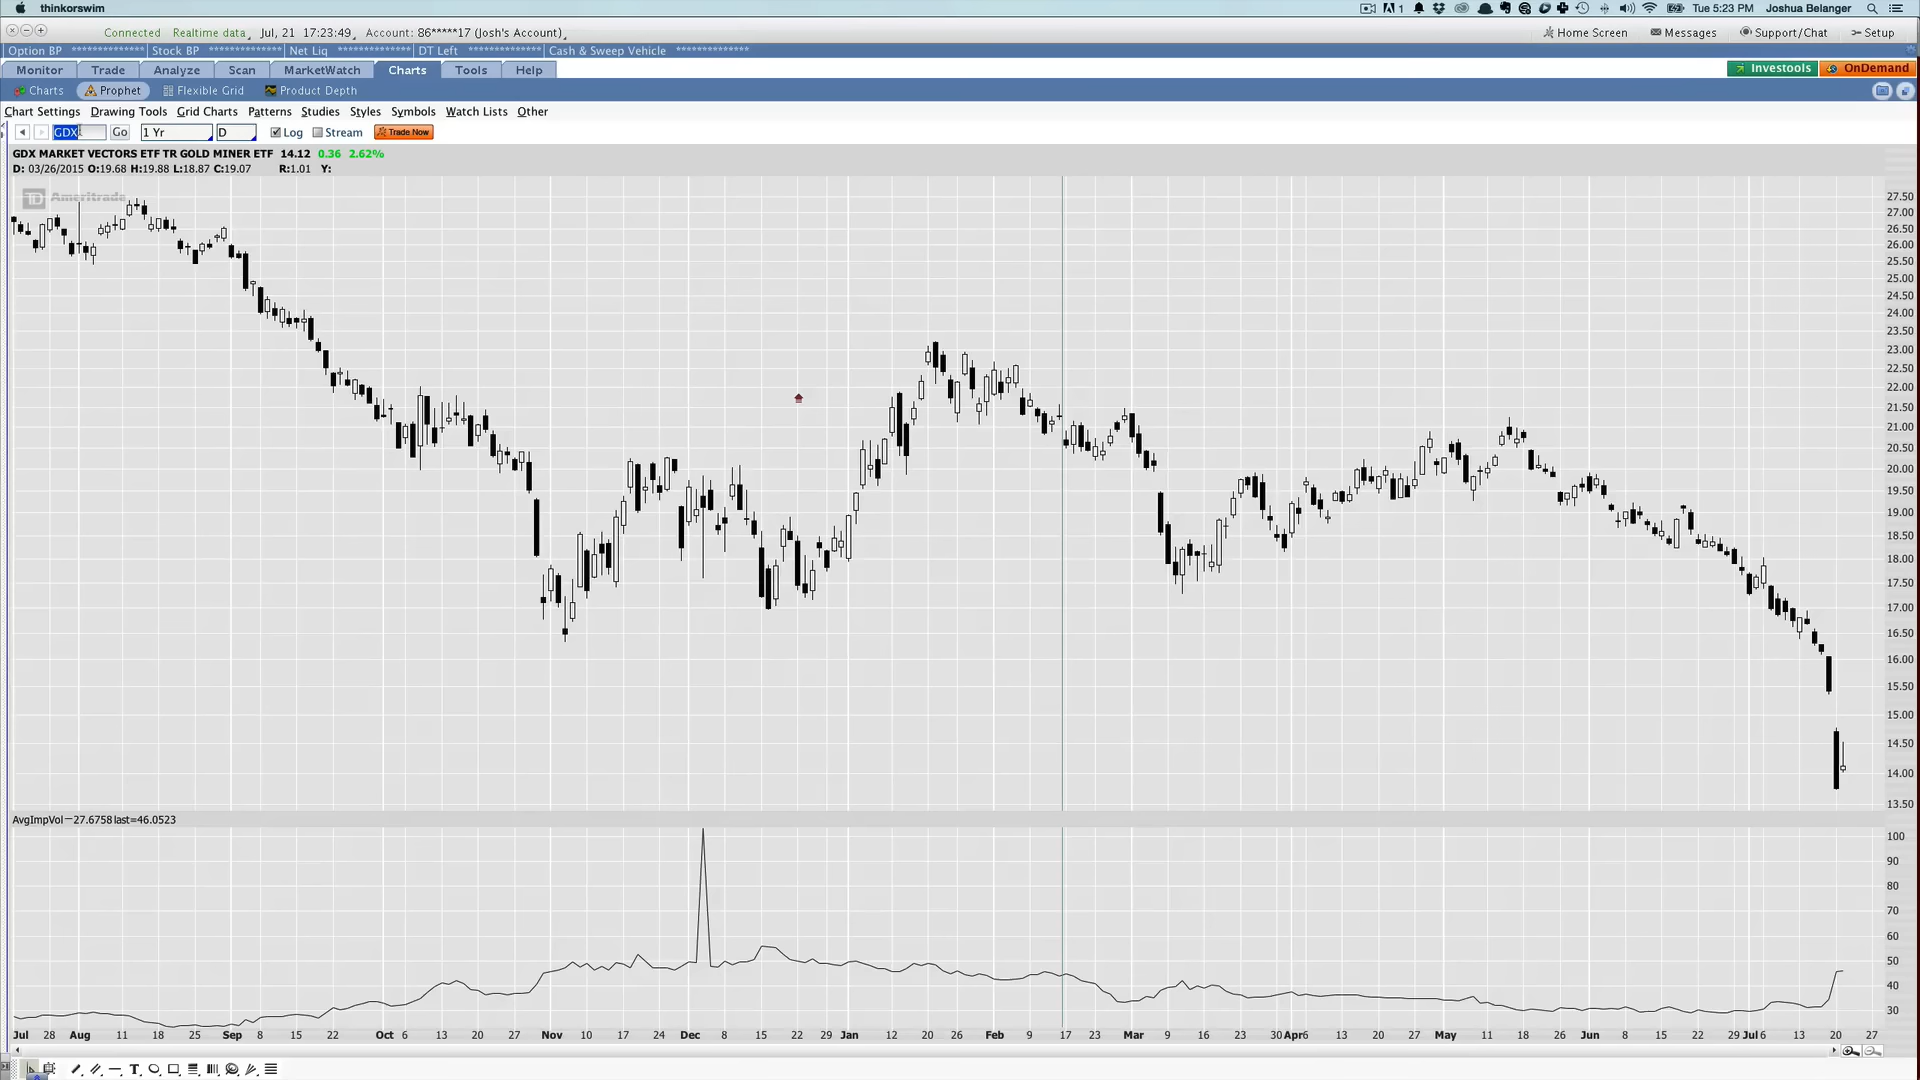 thinkorswim 1 Tue 5:23 PM Joshua Belanger
Connected Realtime data Jul, 21 17:23:49 Account: 86*****17 (Josh's Account) Home Screen Messages Support/Chat Setup
Option BP ************** Stock BP ************** Net Liq ************** DT Left ************** Cash & Sweep Vehicle **************
Monitor Trade Analyze Scan MarketWatch Charts Tools Help Investools OnDemand
Charts Prophet Flexible Grid Product Depth
Chart Settings Drawing Tools Grid Charts Patterns Studies Styles Symbols Watch Lists Other
GDX Go 1 Yr D Log Stream Trade Now
GDX MARKET VECTORS ETF TR GOLD MINER ETF 14.12 0.36 2.62%
D: 03/26/2015 O:19.68 H:19.88 L:18.87 C:19.07 R:1.01 Y:
TD Ameritrade
27.50
27.00
26.50
26.00
25.50
25.00
24.50
24.00
23.50
23.00
22.50
22.00
21.50
21.00
20.50
20.00
19.50
19.00
18.50
18.00
17.50
17.00
16.50
16.00
15.50
15.00
14.50
14.00
13.50
AvgImpVol—27.6758 last=46.0523
100
90
80
70
60
50
40
30
Jul 28 Aug 11 18 25 Sep 8 15 22 Oct 6 13 20 27 Nov 10 17 24 Dec 8 15 22 29 Jan 12 20 26 Feb 9 17 23 Mar 9 16 23 30 Apr 6 13 20 27 May 11 18 22 Jun 8 15 22 29 Jul 6 13 20 27
T